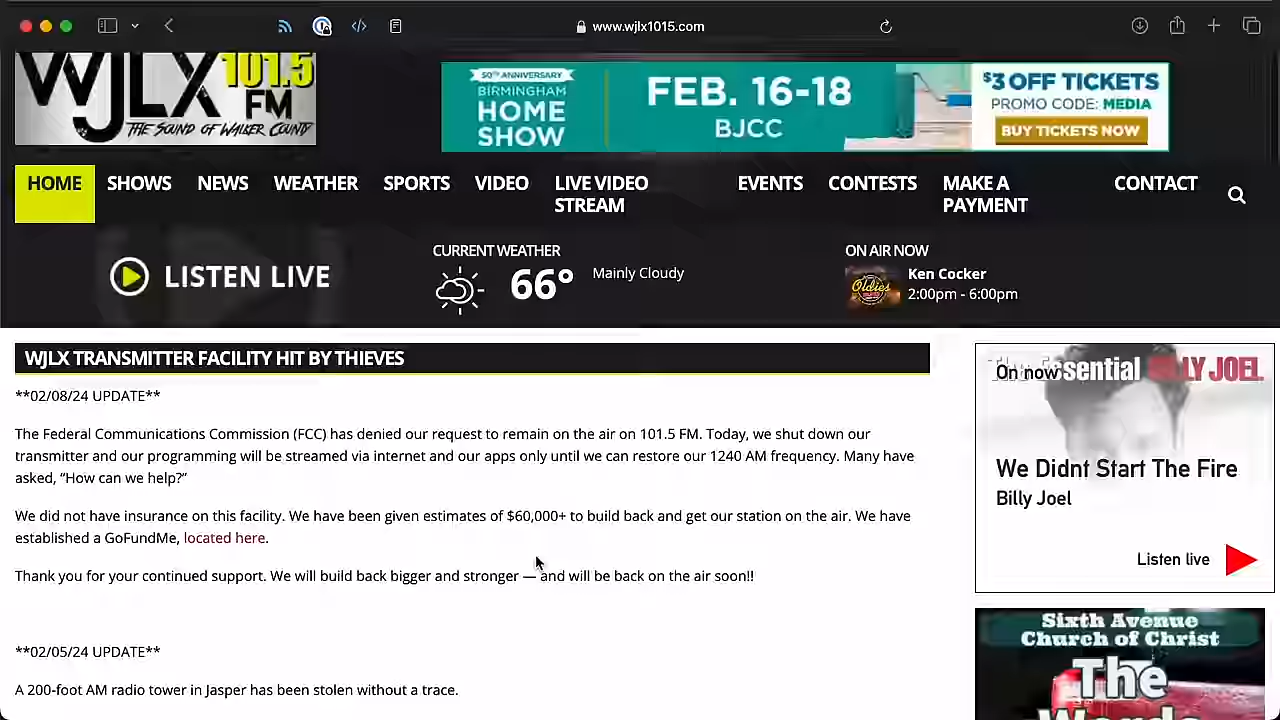 www.wjlx1015.com
WJLX 101.5
FM
THE SOUND OF WALKER COUNTY
50TH ANNIVERSARY
BIRMINGHAM
HOME
SHOW
FEB. 16-18
BJCC
$3 OFF TICKETS
PROMO CODE: MEDIA
BUY TICKETS NOW
HOME
SHOWS
NEWS
WEATHER
SPORTS
VIDEO
LIVE VIDEO
STREAM
EVENTS
CONTESTS
MAKE A
PAYMENT
CONTACT
LISTEN LIVE
CURRENT WEATHER
66°
Mainly Cloudy
ON AIR NOW
Oldies
Ken Cocker
2:00pm - 6:00pm
WJLX TRANSMITTER FACILITY HIT BY THIEVES
**02/08/24 UPDATE**
The Federal Communications Commission (FCC) has denied our request to remain on the air on 101.5 FM. Today, we shut down our
transmitter and our programming will be streamed via internet and our apps only until we can restore our 1240 AM frequency. Many have
asked, “How can we help?”
We did not have insurance on this facility. We have been given estimates of $60,000+ to build back and get our station on the air. We have
established a GoFundMe, located here.
Thank you for your continued support. We will build back bigger and stronger — and will be back on the air soon!!
**02/05/24 UPDATE**
A 200-foot AM radio tower in Jasper has been stolen without a trace.
The Essential BILLY JOEL
On now
We Didnt Start The Fire
Billy Joel
Listen live
Sixth Avenue
Church of Christ
The